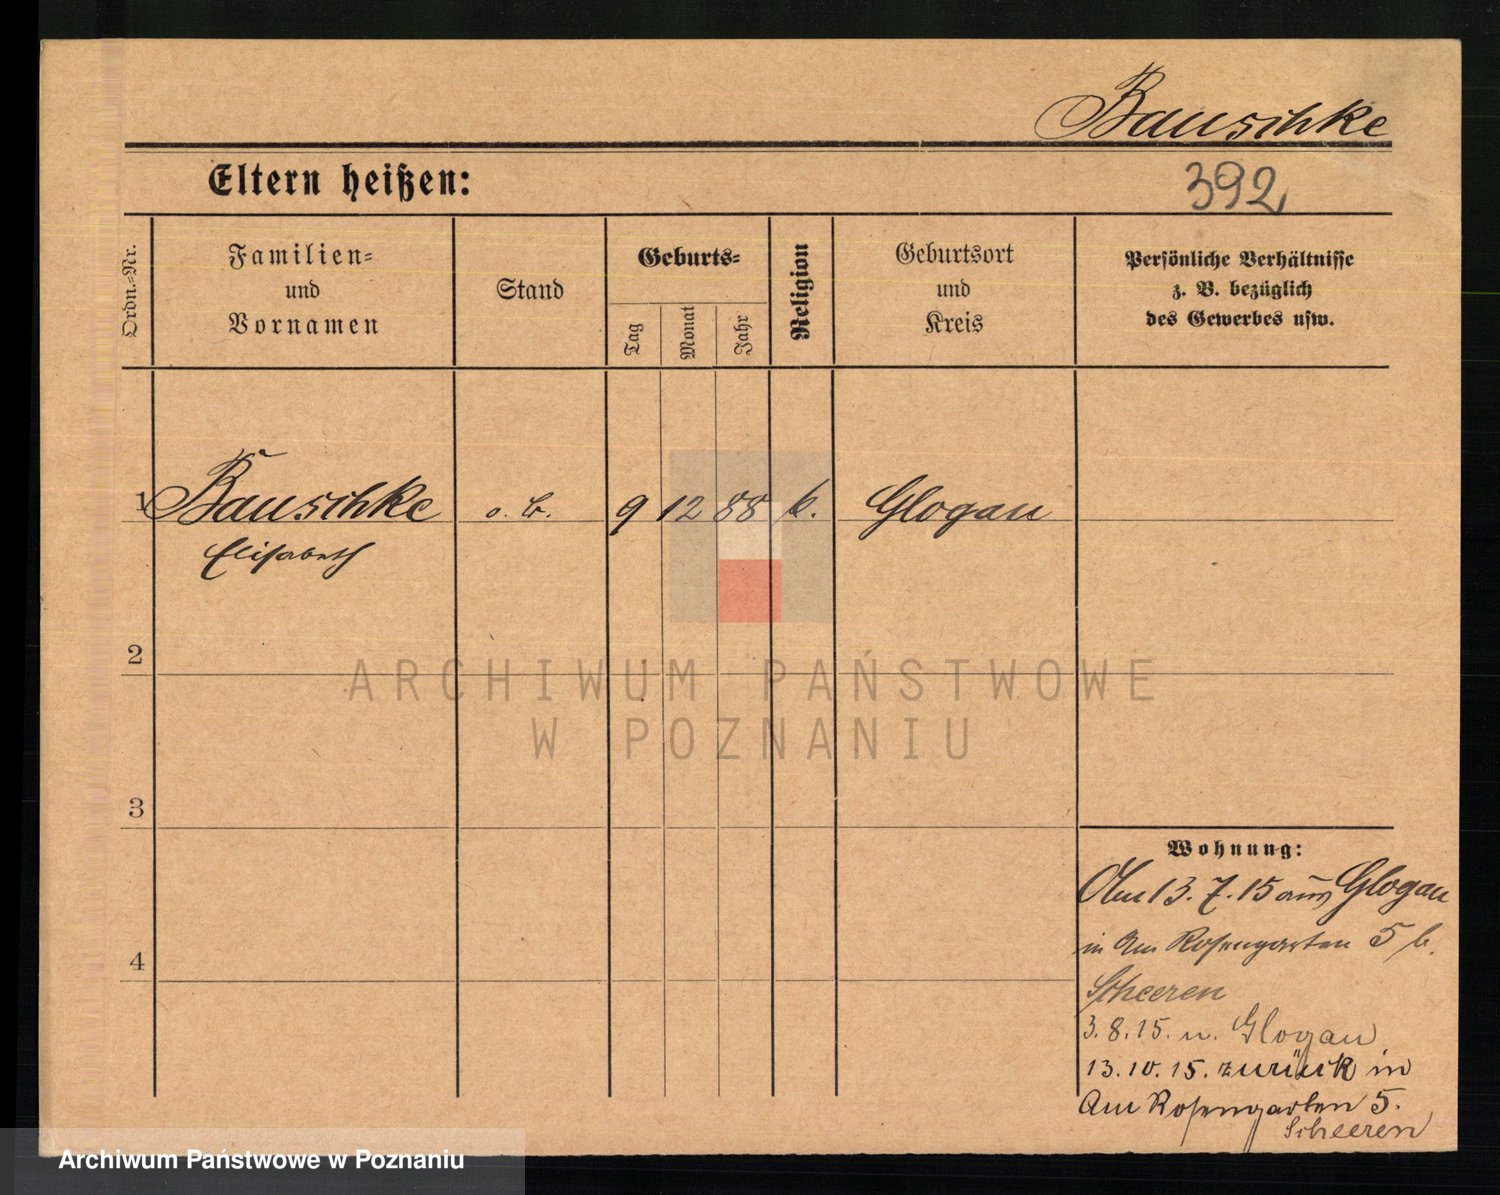 Bauschke
Eltern heißen:
392
Ordn.-Nr.
Familien-
und
Vornamen
Stand
Geburts-
Tag
Monat
Jahr
Religion
Geburtsort
und
Kreis
Persönliche Verhältnisse
z. B. bezüglich
des Gewerbes usw.
1 Bauschke o. B. 9 12 88 k. Glogau
Elisabeth
2
3
4
Wohnung:
Am 13. 7. 15 aus Glogau
in Am Rosengarten 5 b.
Scheeren
3. 8. 15. n. Glogau
13. 10. 15. zurück in
Am Rosengarten 5.
Scheeren
ARCHIWUM PAŃSTWOWE
W POZNANIU
Archiwum Państwowe w Poznaniu